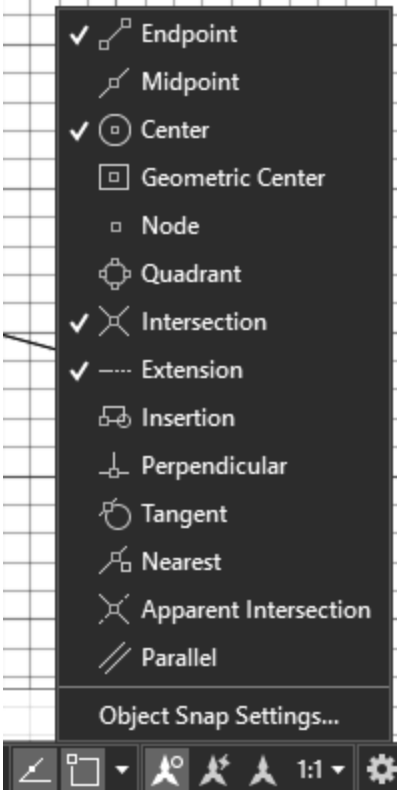 Endpoint
Midpoint
Center
Geometric Center
Node
Quadrant
Intersection
Extension
Insertion
Perpendicular
Tangent
Nearest
Apparent Intersection
Parallel
Object Snap Settings...
1:1